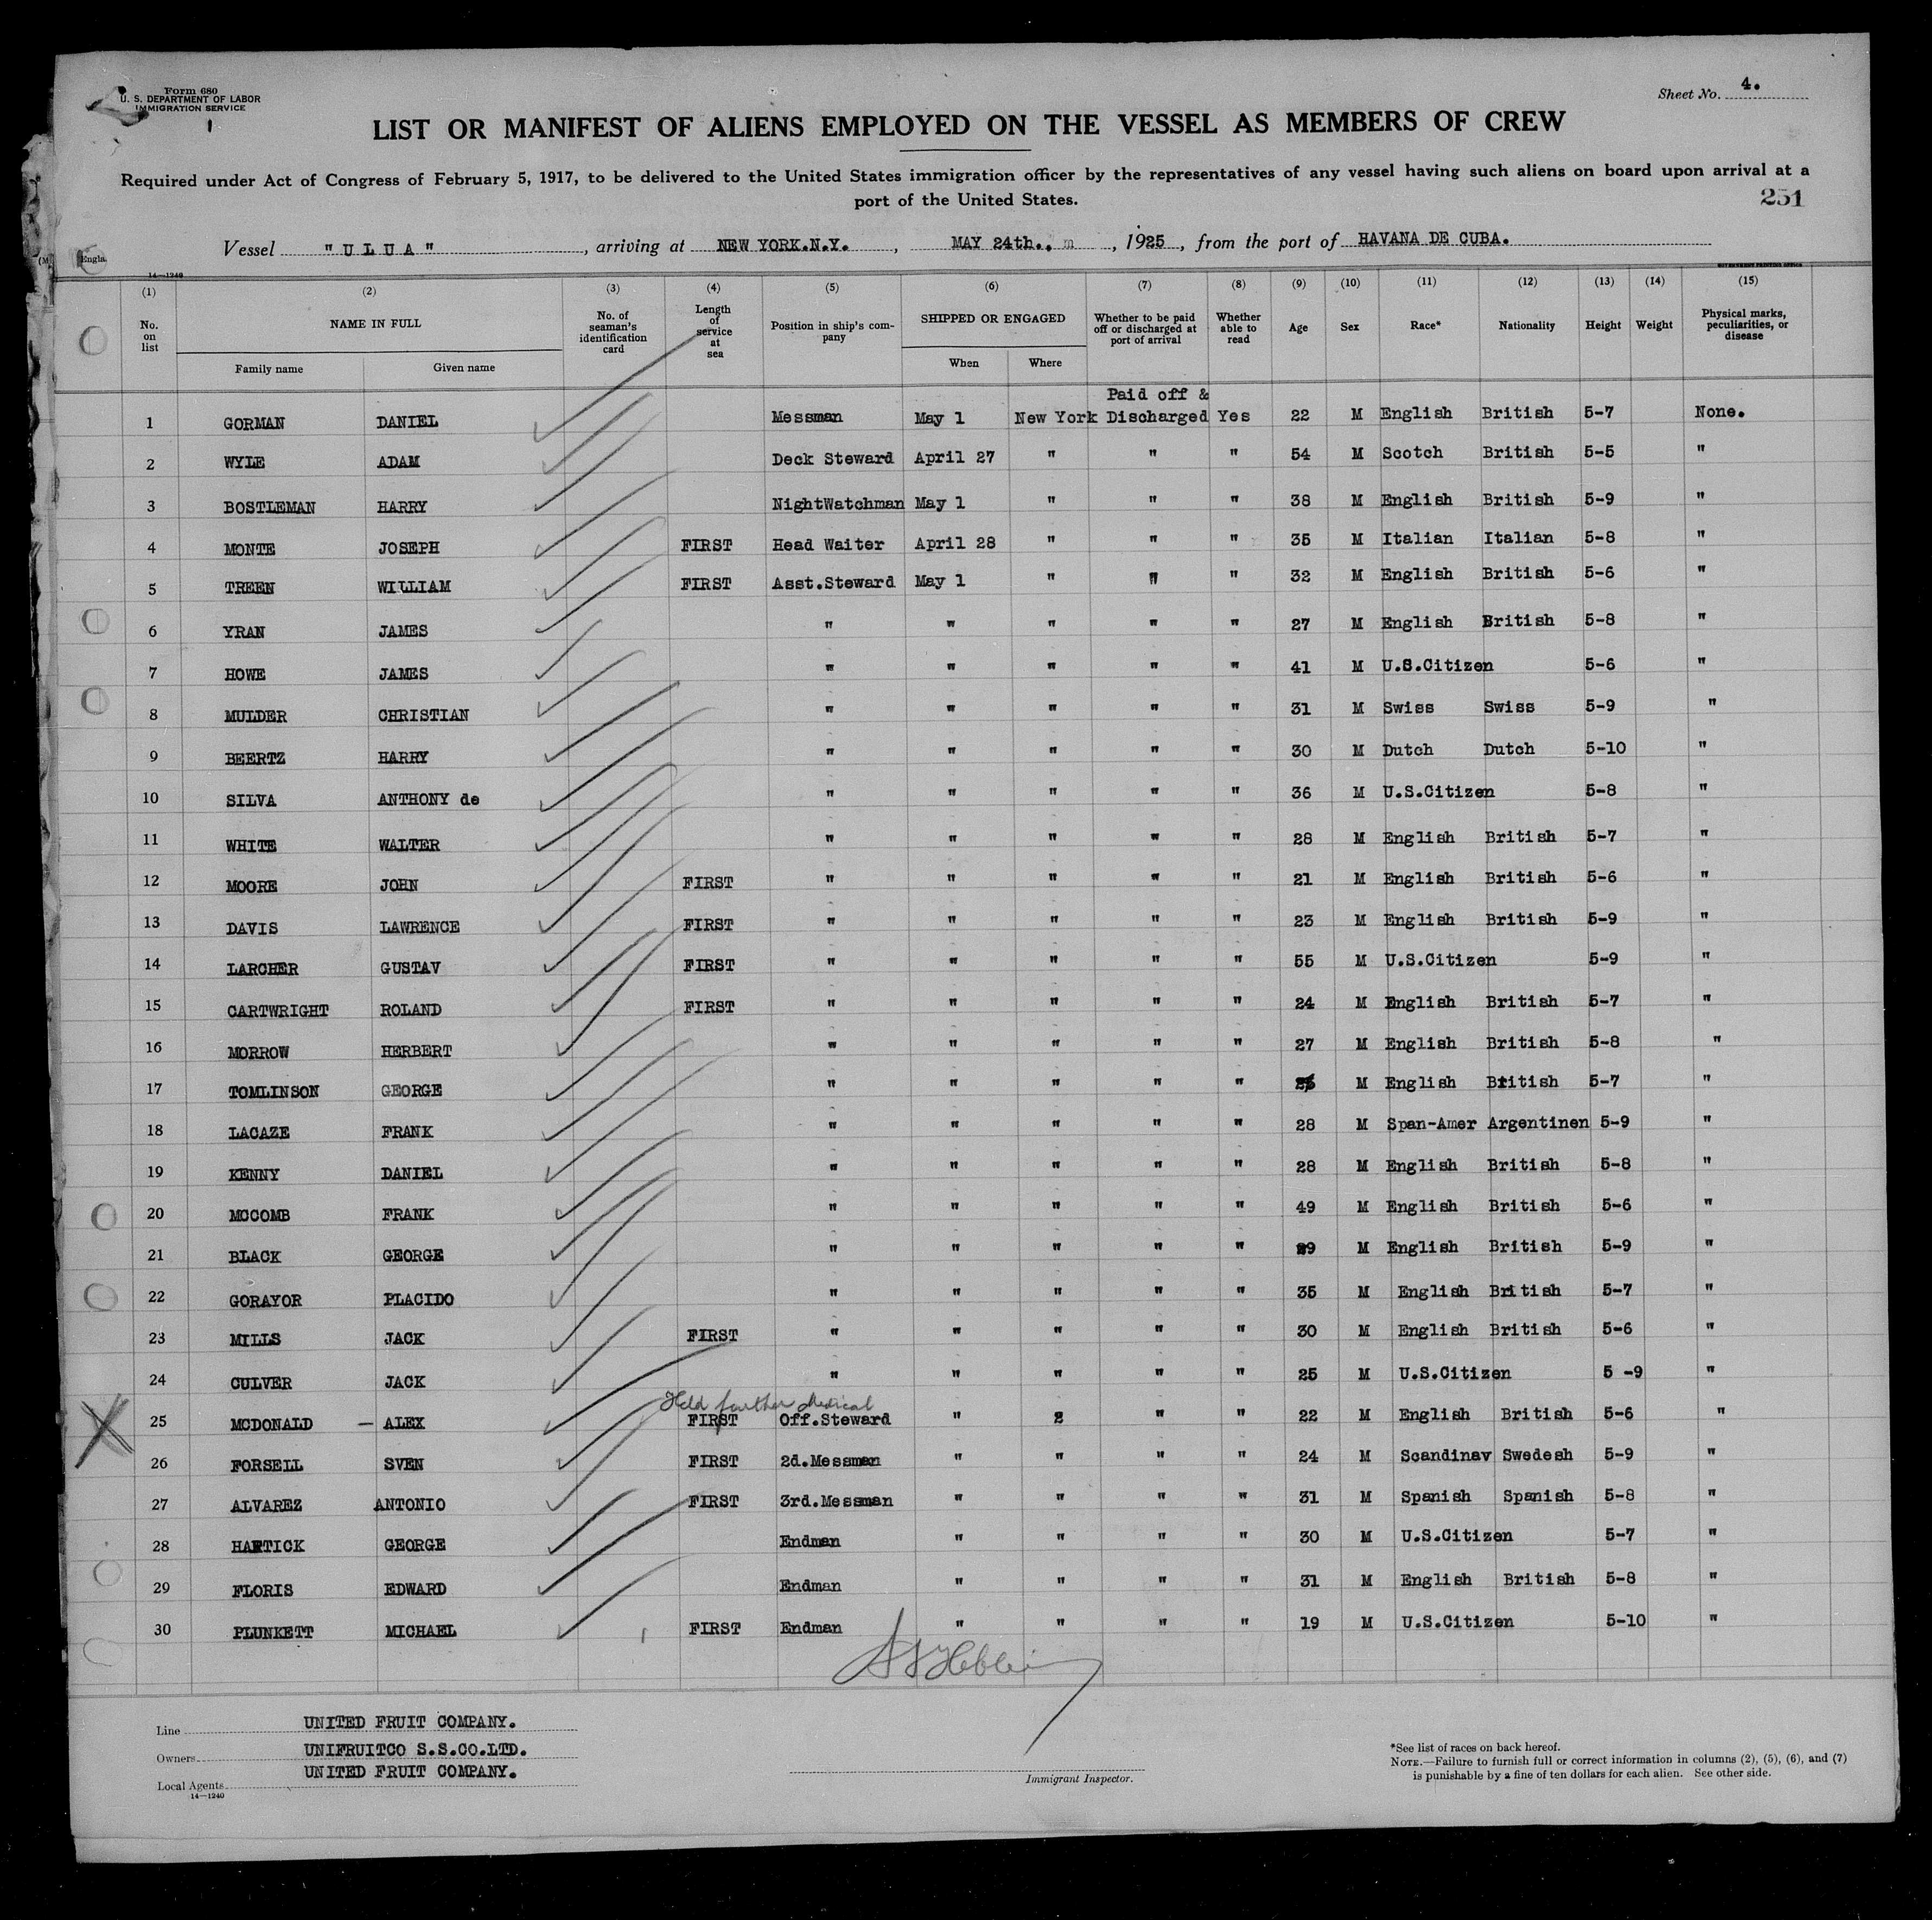 Form 680
U. S. DEPARTMENT OF LABOR
IMMIGRATION SERVICE
Sheet No. 4.
LIST OR MANIFEST OF ALIENS EMPLOYED ON THE VESSEL AS MEMBERS OF CREW
Required under Act of Congress of February 5, 1917, to be delivered to the United States immigration officer by the representatives of any vessel having such aliens on board upon arrival at a
port of the United States.
251
Vessel "ULUA", arriving at NEW YORK.N.Y., MAY 24th., 1925, from the port of HAVANA DE CUBA.
Engla.
14—1240
(1) (2) (3) (4) (5) (6) (7) (8) (9) (10) (11) (12) (13) (14) (15)
No. on list NAME IN FULL No. of seaman's identification card Length of service at sea Position in ship's company SHIPPED OR ENGAGED Whether to be paid off or discharged at port of arrival Whether able to read Age Sex Race* Nationality Height Weight Physical marks, peculiarities, or disease
Family name Given name When Where
Paid off &
1 GORMAN DANIEL Messman May 1 New York Discharged Yes 22 M English British 5-7 None.
2 WYLE ADAM Deck Steward April 27 " " " 54 M Scotch British 5-5 "
3 BOSTLEMAN HARRY NightWatchman May 1 " " " 38 M English British 5-9 "
4 MONTE JOSEPH FIRST Head Waiter April 28 " " " 35 M Italian Italian 5-8 "
5 TREEN WILLIAM FIRST Asst.Steward May 1 " " " 32 M English British 5-6 "
6 YRAN JAMES " " " " " 27 M English British 5-8 "
7 HOWE JAMES " " " " " 41 M U.S.Citizen 5-6 "
8 MULDER CHRISTIAN " " " " " 31 M Swiss Swiss 5-9 "
9 BEERTZ HARRY " " " " " 30 M Dutch Dutch 5-10 "
10 SILVA ANTHONY de " " " " " 36 M U.S.Citizen 5-8 "
11 WHITE WALTER " " " " " 28 M English British 5-7 "
12 MOORE JOHN FIRST " " " " " 21 M English British 5-6 "
13 DAVIS LAWRENCE FIRST " " " " " 23 M English British 5-9 "
14 LARCHER GUSTAV FIRST " " " " " 55 M U.S.Citizen 5-9 "
15 CARTWRIGHT ROLAND FIRST " " " " " 24 M English British 5-7 "
16 MORROW HERBERT " " " " " 27 M English British 5-8 "
17 TOMLINSON GEORGE " " " " " M English British 5-7 "
18 LACAZE FRANK " " " " " 28 M Span-Amer Argentinen 5-9 "
19 KENNY DANIEL " " " " " 28 M English British 5-8 "
20 MCCOMB FRANK " " " " " 49 M English British 5-6 "
21 BLACK GEORGE " " " " " 29 M English British 5-9 "
22 GORAYOR PLACIDO " " " " " 35 M English British 5-7 "
23 MILLS JACK FIRST " " " " " 30 M English British 5-6 "
24 CULVER JACK " " " " " 25 M U.S.Citizen 5 -9 "
Held further Medical
25 MCDONALD — ALEX FIRST Off.Steward " 2 " " 22 M English British 5-6 "
26 FORSELL SVEN FIRST 2d.Messman " " " " 24 M Scandinav Swedesh 5-9 "
27 ALVAREZ ANTONIO FIRST 3rd.Messman " " " " 31 M Spanish Spanish 5-8 "
28 HARTICK GEORGE Endman " " " " 30 M U.S.Citizen 5-7 "
29 FLORIS EDWARD Endman " " " " 31 M English British 5-8 "
30 PLUNKETT MICHAEL FIRST Endman " " " " 19 M U.S.Citizen 5-10 "
Line UNITED FRUIT COMPANY.
Owners UNIFRUITCO S.S.CO.LTD.
Local Agents UNITED FRUIT COMPANY.
14—1240
Immigrant Inspector.
*See list of races on back hereof.
NOTE.—Failure to furnish full or correct information in columns (2), (5), (6), and (7)
is punishable by a fine of ten dollars for each alien. See other side.